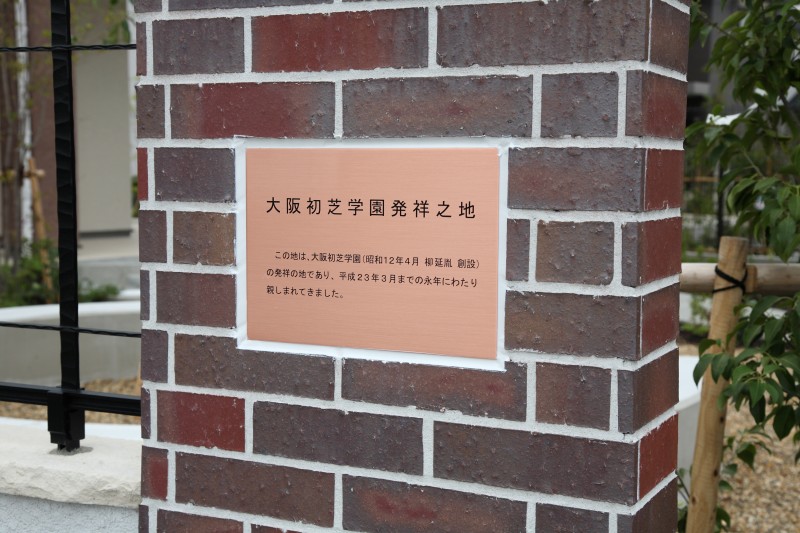 大阪初芝学園発祥之地
この地は、大阪初芝学園(昭和12年4月 柳延胤 創設)
の発祥の地であり、平成23年3月までの永年にわたり
親しまれてきました。